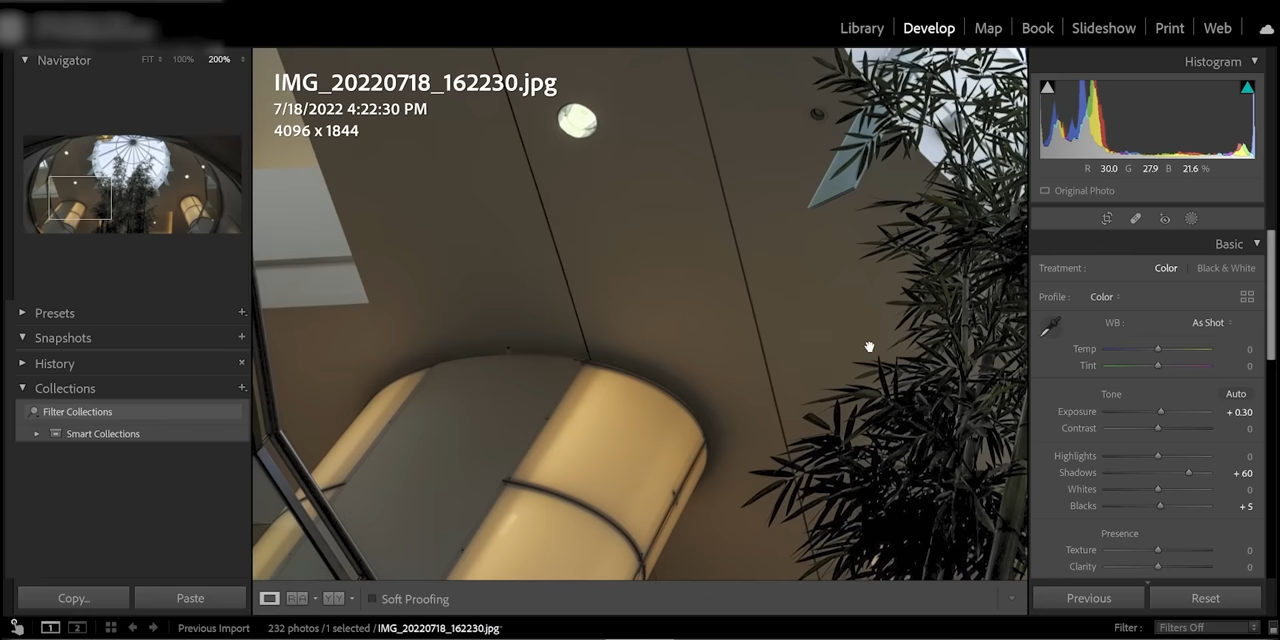 Library | Develop | Map | Book | Slideshow | Print | Web
Navigator FIT 100% 200%
IMG_20220718_162230.jpg
7/18/2022 4:22:30 PM
4096 x 1844
Presets
Snapshots
History
Collections
Filter Collections
Smart Collections
Copy... Paste
Soft Proofing
Histogram
R 30.0 G 27.9 B 21.6 %
Original Photo
Basic
Treatment : Color | Black & White
Profile : Color
WB : As Shot
Temp 0
Tint 0
Tone Auto
Exposure + 0.30
Contrast 0
Highlights 0
Shadows + 60
Whites 0
Blacks + 5
Presence
Texture 0
Clarity 0
Previous Reset
1 2 Previous Import 232 photos /1 selected / IMG_20220718_162230.jpg Filter : Filters Off